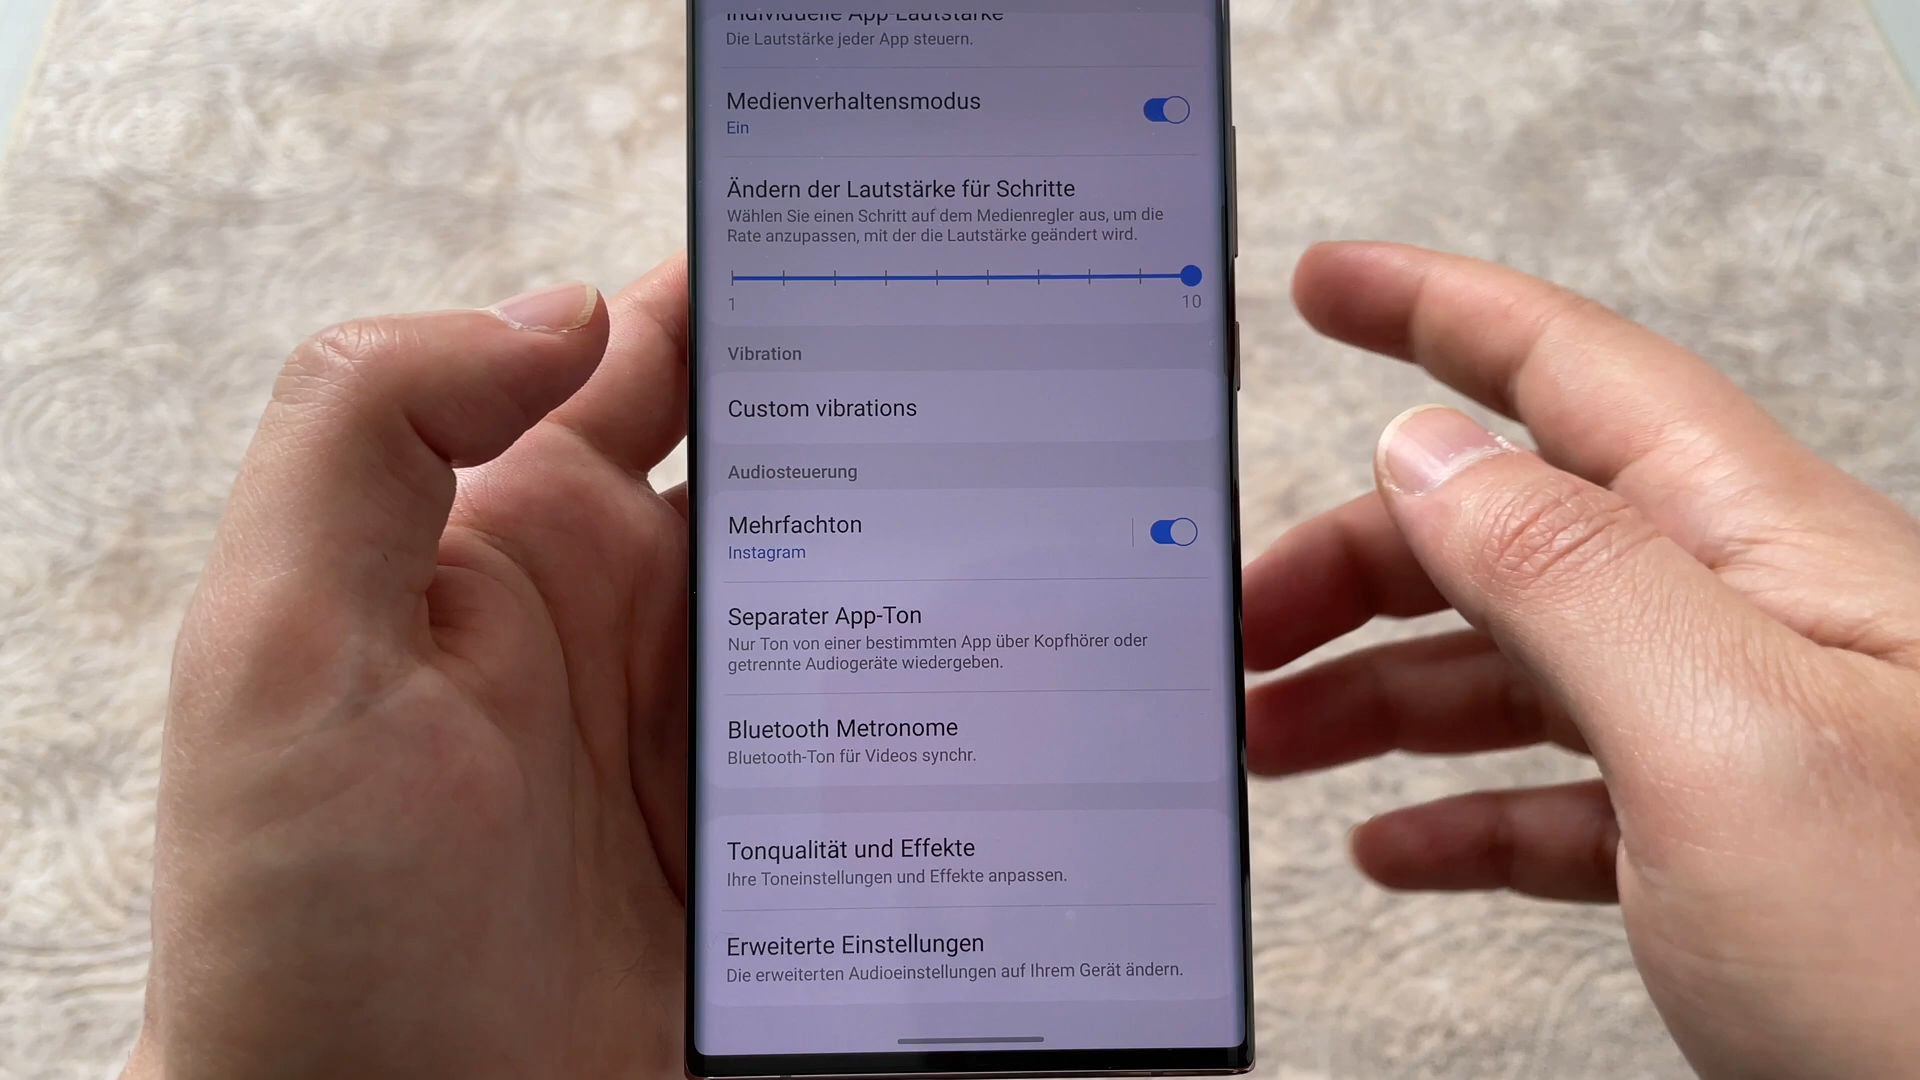 Individuelle App-Lautstärke
Die Lautstärke jeder App steuern.
Medienverhaltensmodus
Ein
Ändern der Lautstärke für Schritte
Wählen Sie einen Schritt auf dem Medienregler aus, um die
Rate anzupassen, mit der die Lautstärke geändert wird.
1
10
Vibration
Custom vibrations
Audiosteuerung
Mehrfachton
Instagram
Separater App-Ton
Nur Ton von einer bestimmten App über Kopfhörer oder
getrennte Audiogeräte wiedergeben.
Bluetooth Metronome
Bluetooth-Ton für Videos synchr.
Tonqualität und Effekte
Ihre Toneinstellungen und Effekte anpassen.
Erweiterte Einstellungen
Die erweiterten Audioeinstellungen auf Ihrem Gerät ändern.